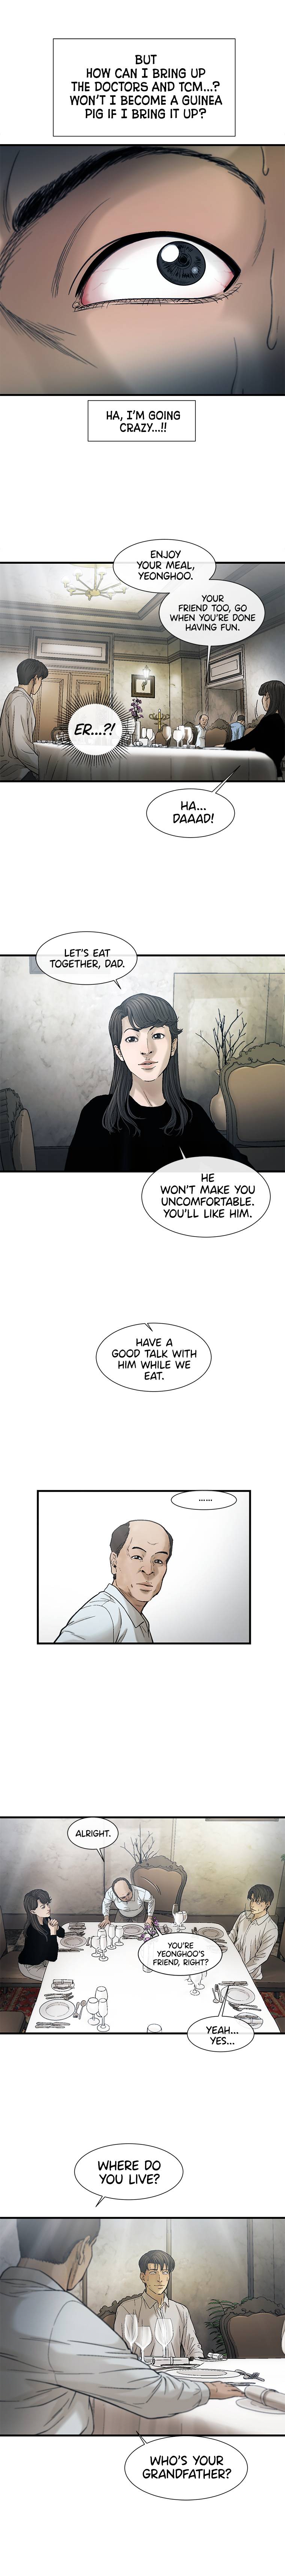 BUT
HOW CAN I BRING UP
THE DOCTORS AND TCM...?
WON'T I BECOME A GUINEA
PIG IF I BRING IT UP?
HA, I'M GOING
CRAZY...!!
ENJOY
YOUR MEAL,
YEONGHOO.
YOUR
FRIEND TOO, GO
WHEN YOU'RE DONE
HAVING FUN.
ER...?!
HA...
DAAAD!
LET'S EAT
TOGETHER, DAD.
HE
WON'T MAKE YOU
UNCOMFORTABLE.
YOU'LL LIKE HIM.
HAVE A
GOOD TALK WITH
HIM WHILE WE
EAT.
......
ALRIGHT.
YOU'RE
YEONGHOO'S
FRIEND, RIGHT?
YEAH...
YES...
WHERE DO
YOU LIVE?
WHO'S YOUR
GRANDFATHER?